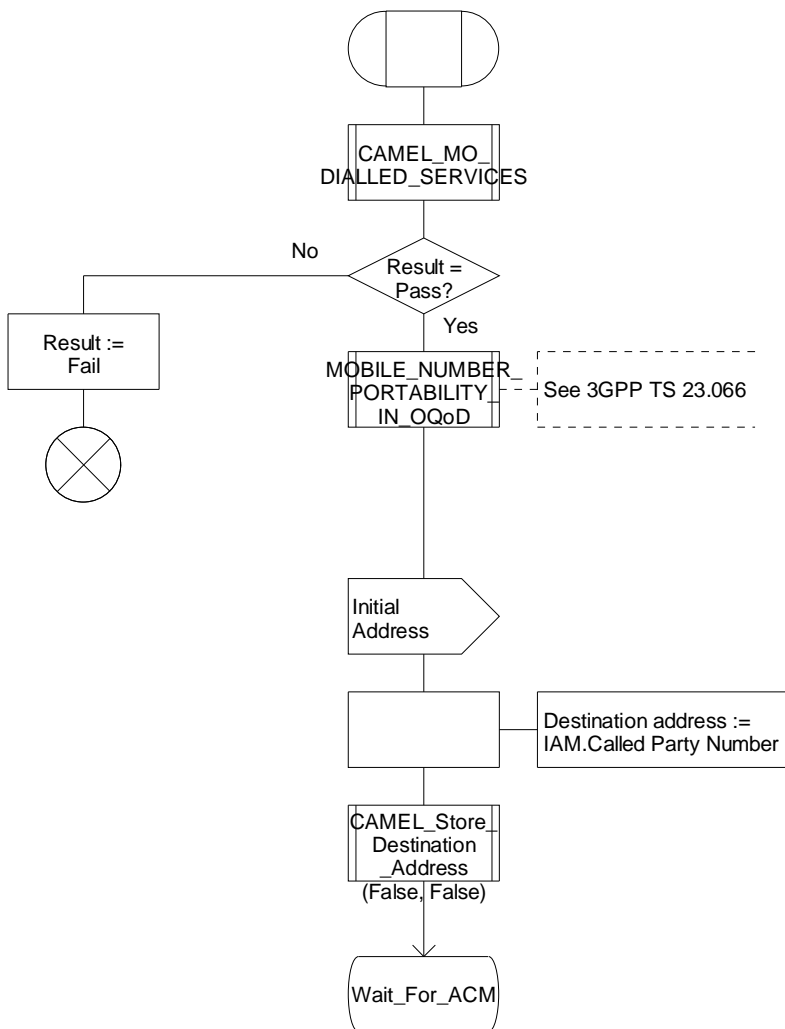 CAMEL_MO_
DIALLED_SERVICES
No
Result =
Pass?
Yes
Result :=
Fail
MOBILE_NUMBER_
PORTABILITY_
IN_OQoD
See 3GPP TS 23.066
Initial
Address
Destination address :=
IAM.Called Party Number
CAMEL_Store_
Destination
_Address
(False, False)
Wait_For_ACM